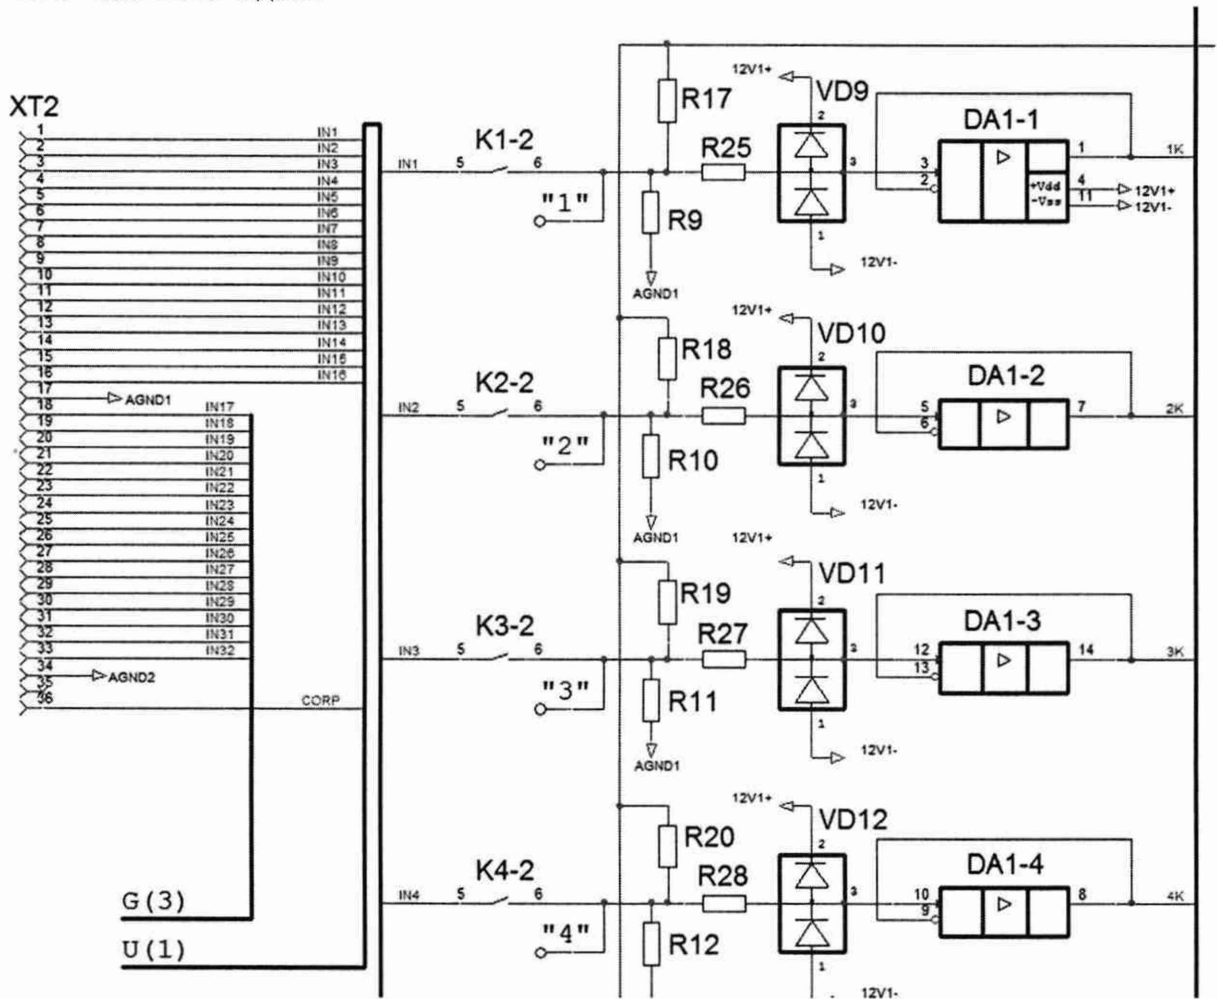 XT2
1 IN1
2 IN2
3 IN3
4 IN4
5 IN5
6 IN6
7 IN7
8 IN8
9 IN9
10 IN10
11 IN11
12 IN12
13 IN13
14 IN14
15 IN15
16 IN16
17 AGND1
18 IN17
19 IN18
20 IN19
21 IN20
22 IN21
23 IN22
24 IN23
25 IN24
26 IN25
27 IN26
28 IN27
29 IN28
30 IN29
31 IN30
32 IN31
33 IN32
34 AGND2
35
36 CORP
G(3)
U(1)
12V1+
R17
VD9
2
DA1-1
K1-2
R25
IN1 5 6
3
3
2
1
1K
"1"
R9
+Vdd 4 12V1+
-Vss 11 12V1-
1
12V1-
AGND1
12V1+
R18
VD10
2
DA1-2
K2-2
R26
IN2 5 6
3
5
6
7
2K
"2"
R10
1
12V1-
AGND1
12V1+
R19
VD11
2
DA1-3
K3-2
R27
IN3 5 6
3
12
13
14
3K
"3"
R11
1
12V1-
AGND1
12V1+
R20
VD12
2
DA1-4
K4-2
R28
IN4 5 6
3
10
9
8
4K
"4"
R12
1
12V1-